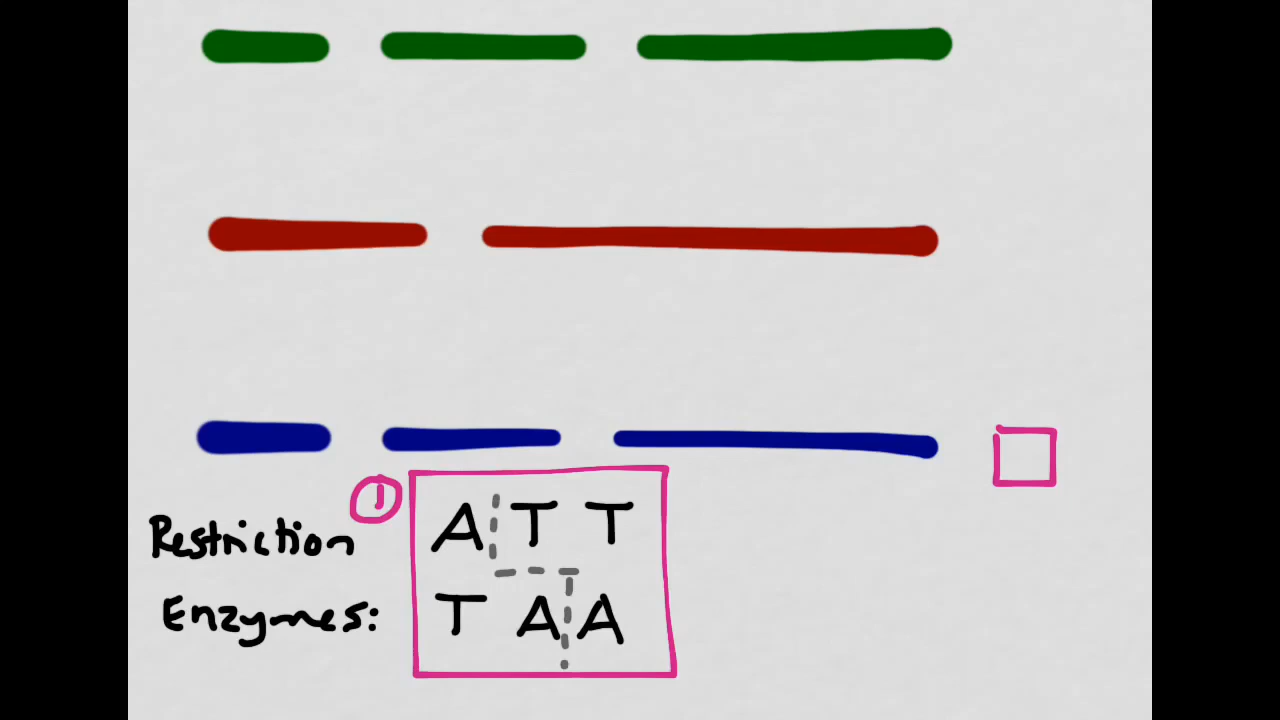 1
A T T
Restriction
Enzymes:
T A A